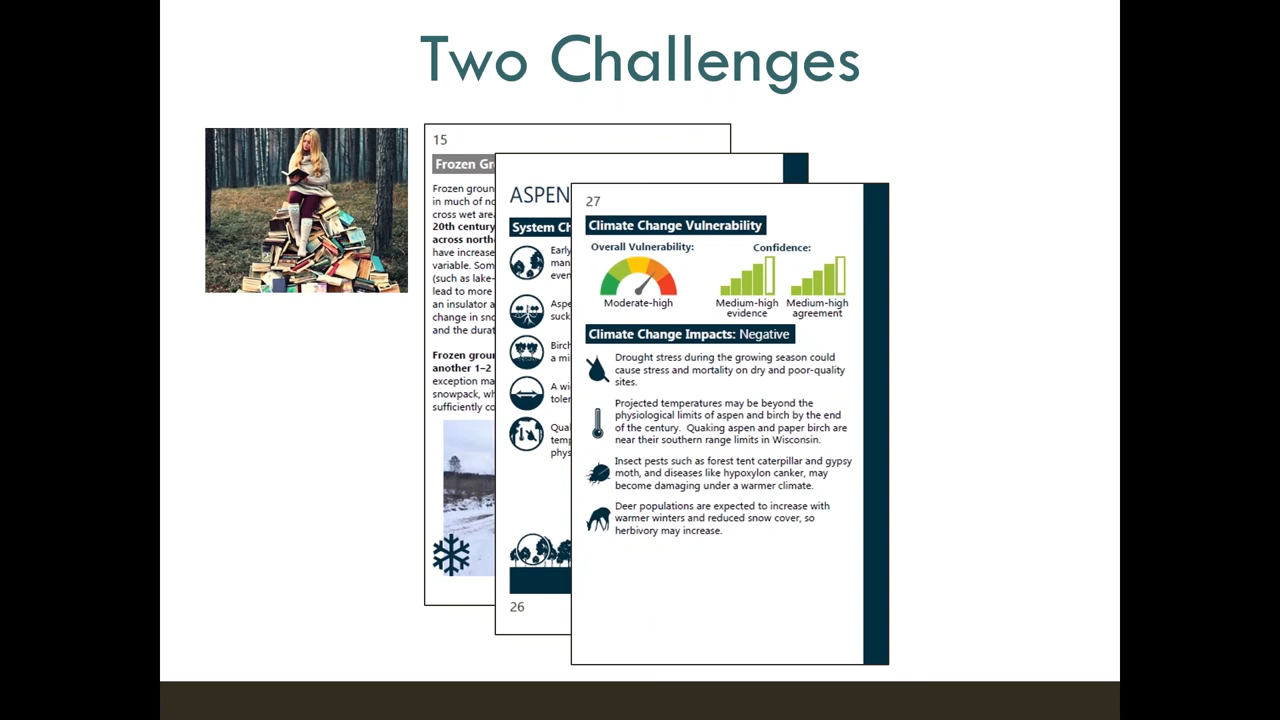 Two Challenges
15
Frozen
Frozen groun
in much of no
cross wet area
20th century
across northe
have increase
variable. Som
(such as lake-
lead to more
an insulator a
change in sno
and the durat
Frozen groun
another 1–2
exception ma
snowpack, wh
sufficiently co
ASPEN
System Ch
Early
man
even
Aspe
suck
Birch
a mi
A wi
toler
Qual
temp
phys
26
27
Climate Change Vulnerability
Overall Vulnerability:
Confidence:
Moderate-high
Medium-high
evidence
Medium-high
agreement
Climate Change Impacts: Negative
Drought stress during the growing season could
cause stress and mortality on dry and poor-quality
sites.
Projected temperatures may be beyond the
physiological limits of aspen and birch by the end
of the century. Quaking aspen and paper birch are
near their southern range limits in Wisconsin.
Insect pests such as forest tent caterpillar and gypsy
moth, and diseases like hypoxylon canker, may
become damaging under a warmer climate.
Deer populations are expected to increase with
warmer winters and reduced snow cover, so
herbivory may increase.